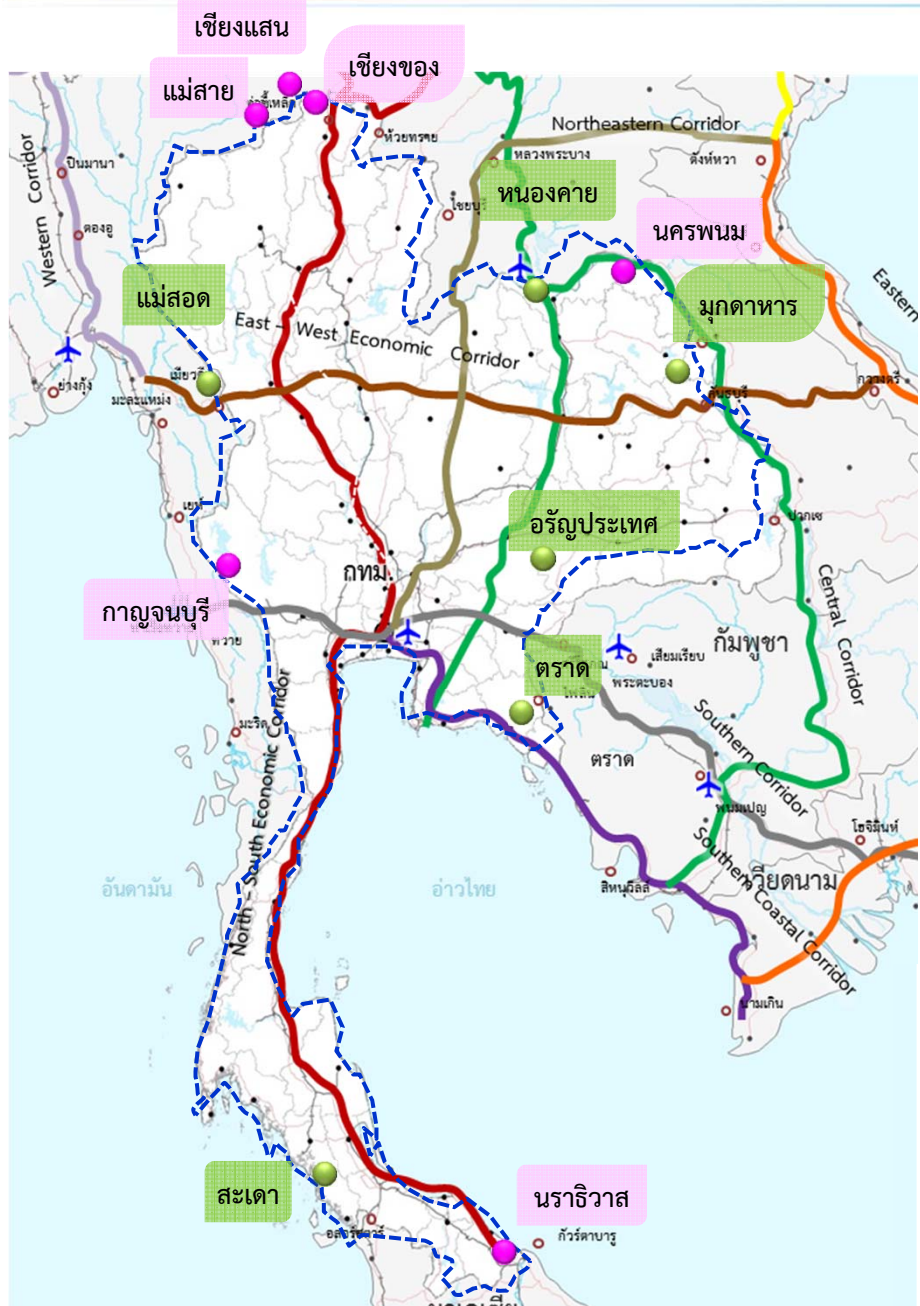 เชียงแสน
เชียงของ
แม่สาย
ห้วยทราย
Northeastern Corridor
หลวงพระบาง
ปินมานา
Western Corridor
ตองอู
หนองคาย
นครพนม
แม่สอด
มุกดาหาร
East - West Economic Corridor
Eastern
ย่างกุ้ง
มะละแหม่ง
กวางตรี
เยห์
อรัญประเทศ
ปากเซ
กทม.
กาญจนบุรี
ทวาย
Central Corridor
กัมพูชา
เสียมเรียบ
พระตะบอง
ตราด
มะริด
North - South Economic Corridor
ตราด
Southern Corridor
พนมเปญ
โฮจิมินห์
อันดามัน
อ่าวไทย
สีหนุวิลล์
เวียดนาม
Southern Coastal Corridor
นามเกิน
สะเดา
นราธิวาส
อลอร์สตาร์